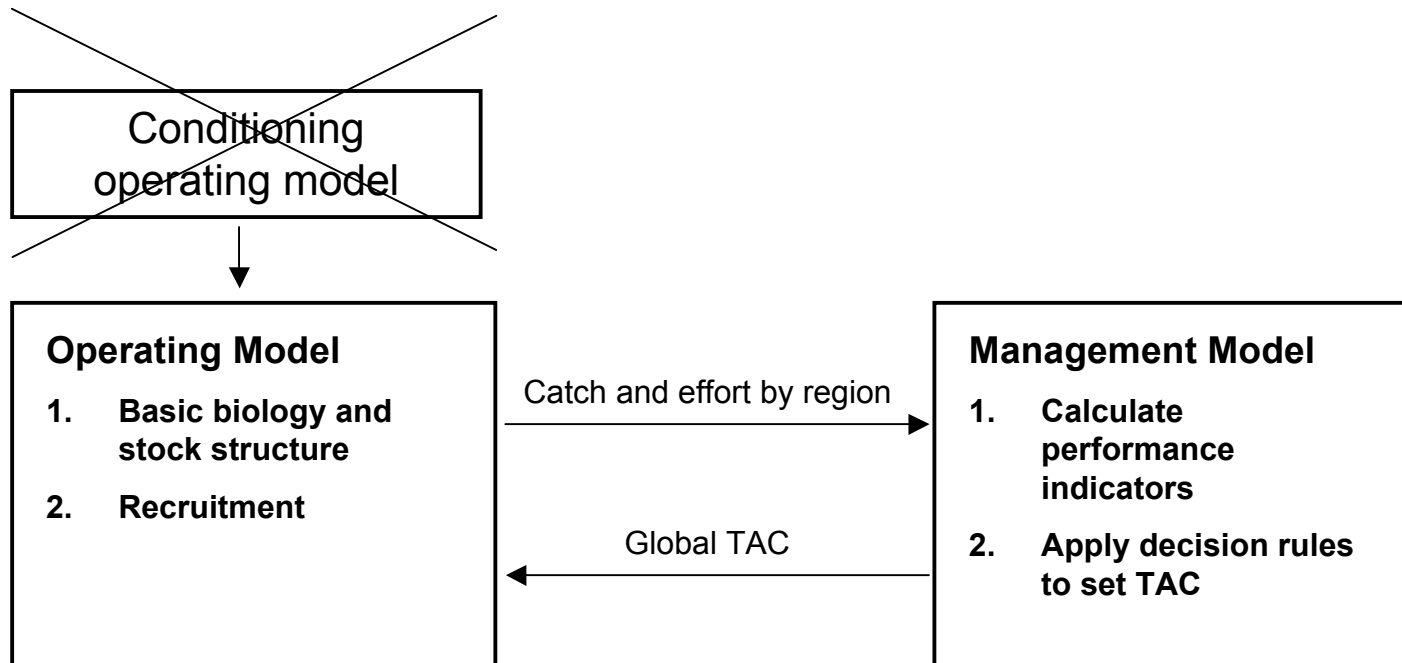 Conditioning
operating model
Operating Model
1. Basic biology and
stock structure
2. Recruitment
Catch and effort by region
Global TAC
Management Model
1. Calculate
performance
indicators
2. Apply decision rules
to set TAC